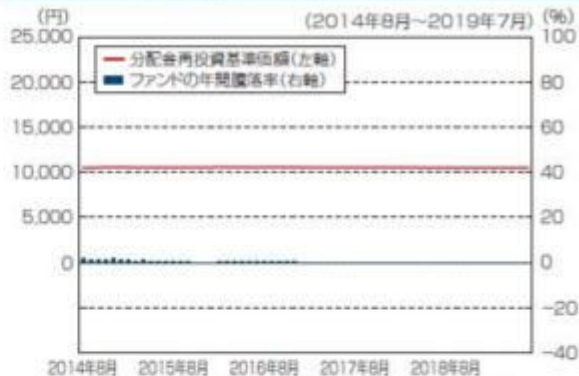 (円)
(2014年8月～2019年7月)
(%)
25,000
100
分配金再投資基準価額(左軸)
ファンドの年間騰落率(右軸)
20,000
80
15,000
60
10,000
40
5,000
20
0
0
-20
-40
2014年8月
2015年8月
2016年8月
2017年8月
2018年8月